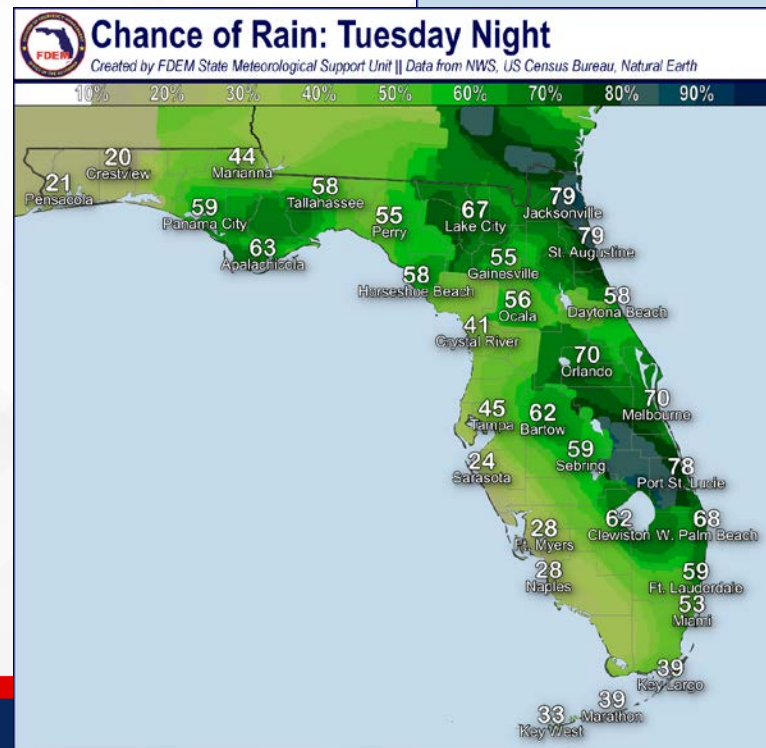 Chance of Rain: Tuesday Night
Created by FDEM State Meteorological Support Unit || Data from NWS, US Census Bureau, Natural Earth
FDEM
10% 20% 30% 40% 50% 60% 70% 80% 90%
20
Crestview
44
Marianna
21
Pensacola
58
Tallahassee
59
Panama City
55
Perry
67
Lake City
79
Jacksonville
63
Apalachicola
79
St. Augustine
55
Gainesville
58
Horseshoe Beach
56
Ocala
58
Daytona Beach
41
Crystal River
70
Orlando
70
Melbourne
45
Tampa
62
Bartow
59
Sebring
24
Sarasota
78
Port St. Lucie
28
Ft. Myers
62
Clewiston
68
W. Palm Beach
28
Naples
59
Ft. Lauderdale
53
Miami
39
Key Largo
39
Marathon
33
Key West